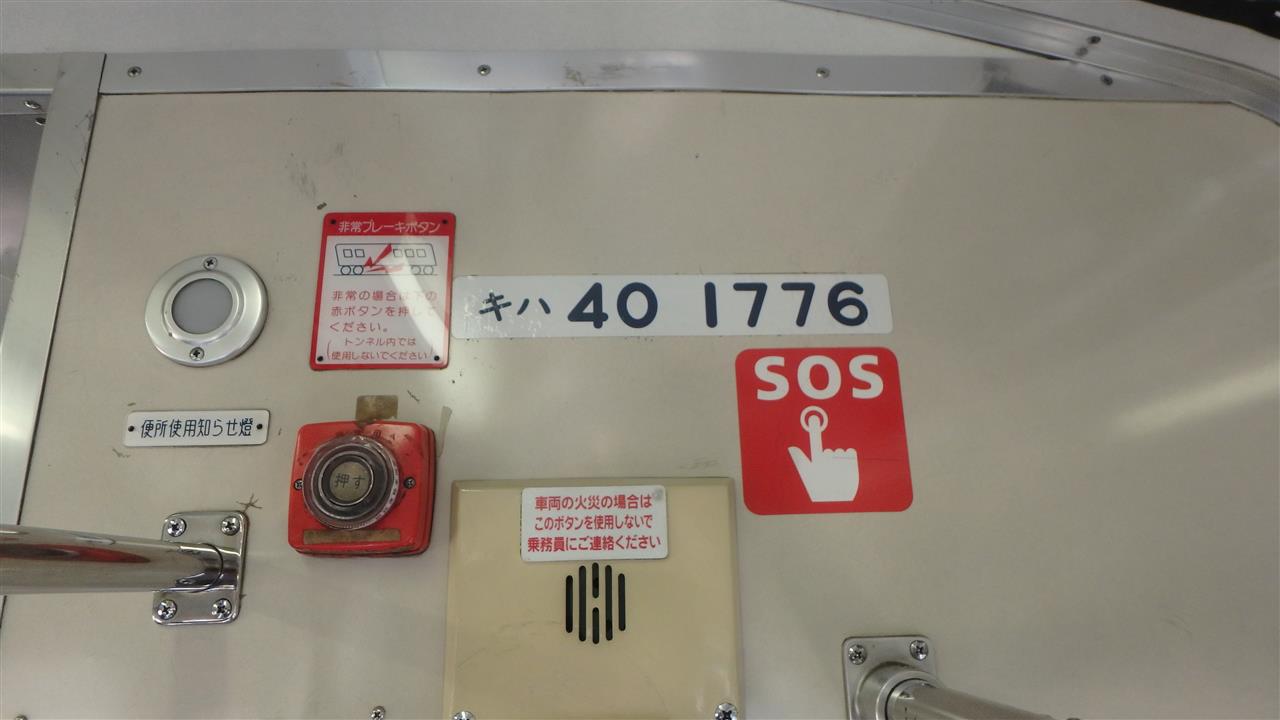 非常ブレーキボタン
非常の場合は下の
赤ボタンを押して
ください。
(トンネル内では
使用しないでください)
キハ 40 1776
SOS
便所使用知らせ燈
押す
車両の火災の場合は
このボタンを使用しないで
乗務員にご連絡ください